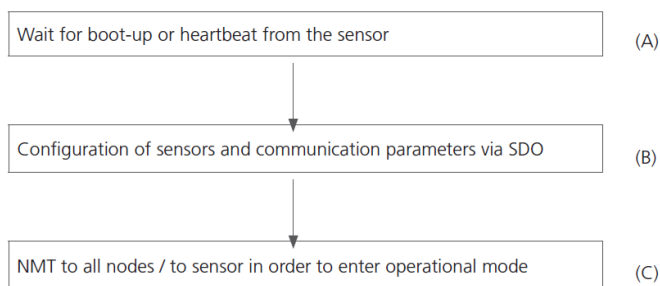 Wait for boot-up or heartbeat from the sensor
(A)
Configuration of sensors and communication parameters via SDO
(B)
NMT to all nodes / to sensor in order to enter operational mode
(C)